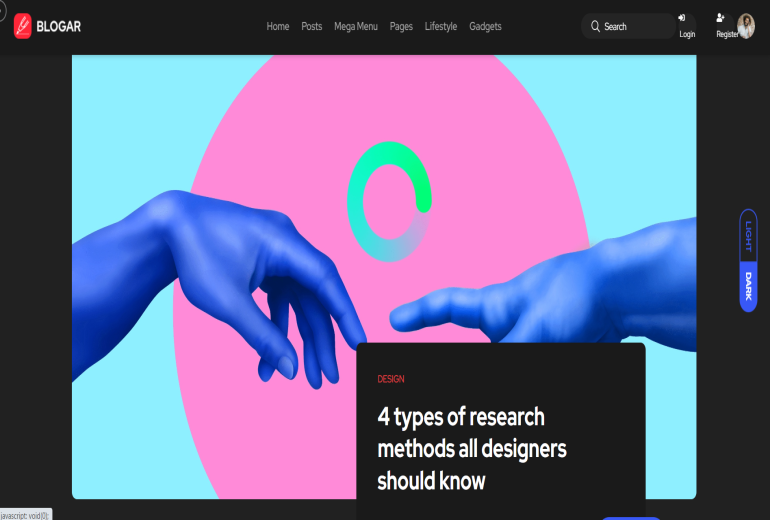 BLOGAR
Home Posts Mega Menu Pages Lifestyle Gadgets
Search
Login
Register
LIGHT
DARK
DESIGN
4 types of research
methods all designers
should know
javascript: void(0);